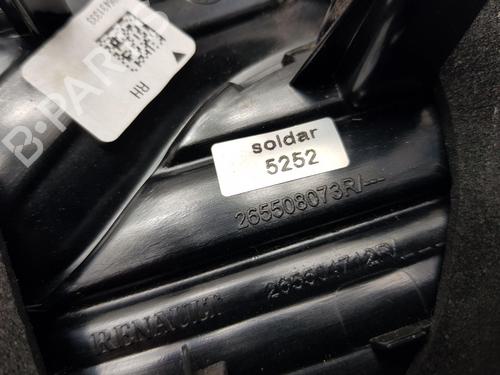 RH
B-PARTS
soldar
5252
265508073R/---
RENAULT